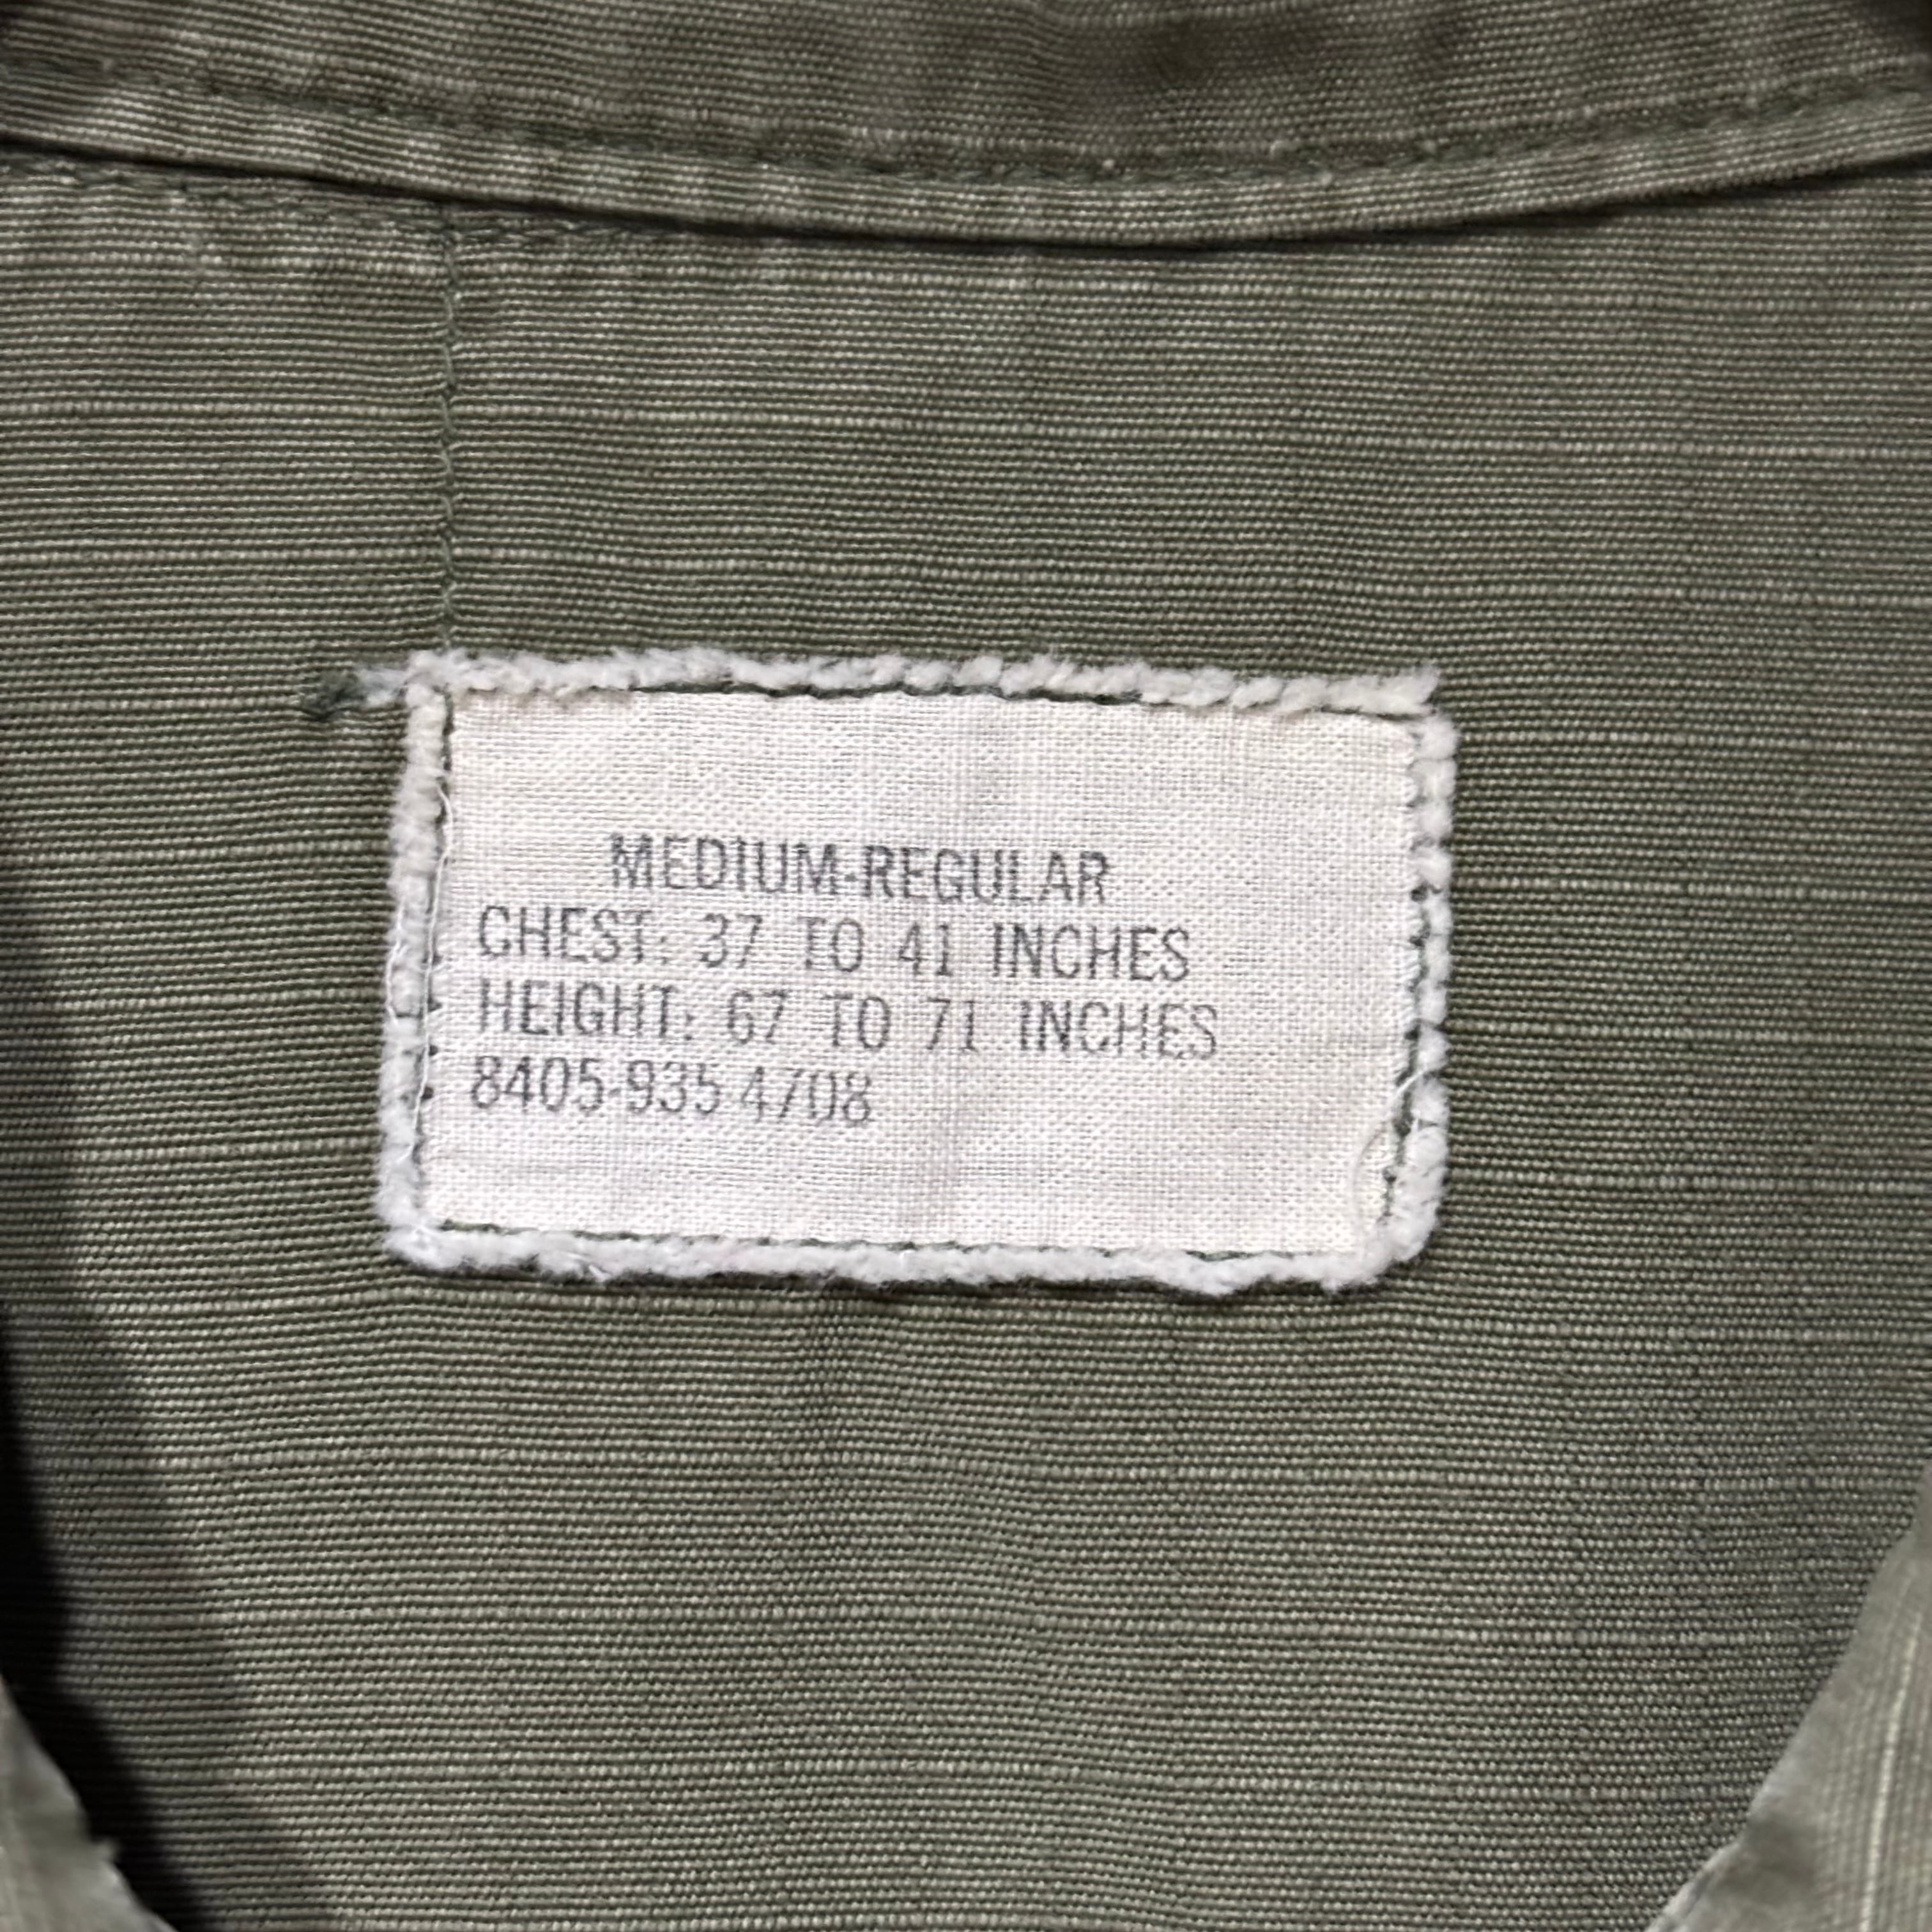 MEDIUM-REGULAR
CHEST: 37 TO 41 INCHES
HEIGHT: 67 TO 71 INCHES
8405-935-4708